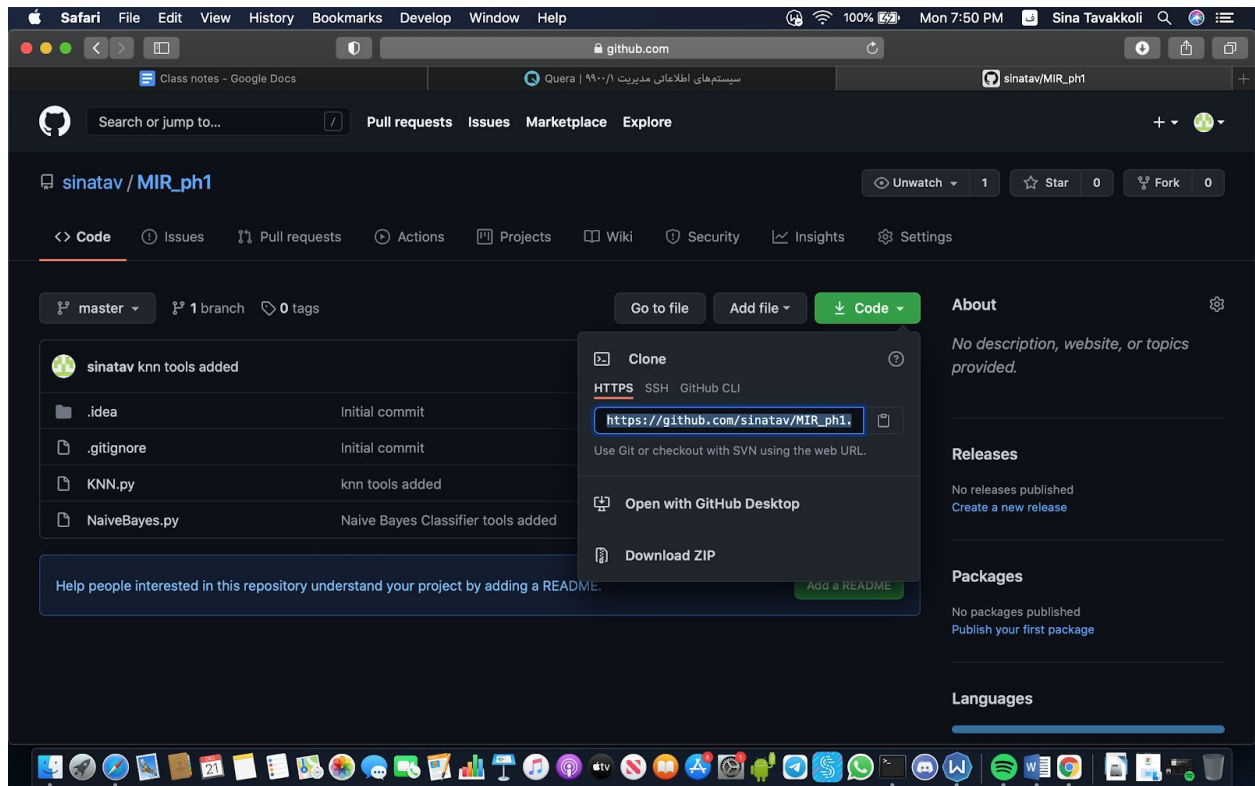 Safari File Edit View History Bookmarks Develop Window Help 100% Mon 7:50 PM ف Sina Tavakkoli
github.com
Class notes - Google Docs
Quera | سیستم‌های اطلاعاتی مدیریت ۹۹۰۰/۱
sinatav/MIR_ph1
Search or jump to... / Pull requests Issues Marketplace Explore
sinatav / MIR_ph1
Unwatch 1 Star 0 Fork 0
Code Issues Pull requests Actions Projects Wiki Security Insights Settings
master 1 branch 0 tags
Go to file Add file Code
sinatav knn tools added
.idea Initial commit
.gitignore Initial commit
KNN.py knn tools added
NaiveBayes.py Naive Bayes Classifier tools added
Clone
HTTPS SSH GitHub CLI
https://github.com/sinatav/MIR_ph1.
Use Git or checkout with SVN using the web URL.
Open with GitHub Desktop
Download ZIP
Help people interested in this repository understand your project by adding a README.
Add a README
About
No description, website, or topics
provided.
Releases
No releases published
Create a new release
Packages
No packages published
Publish your first package
Languages
21
tv